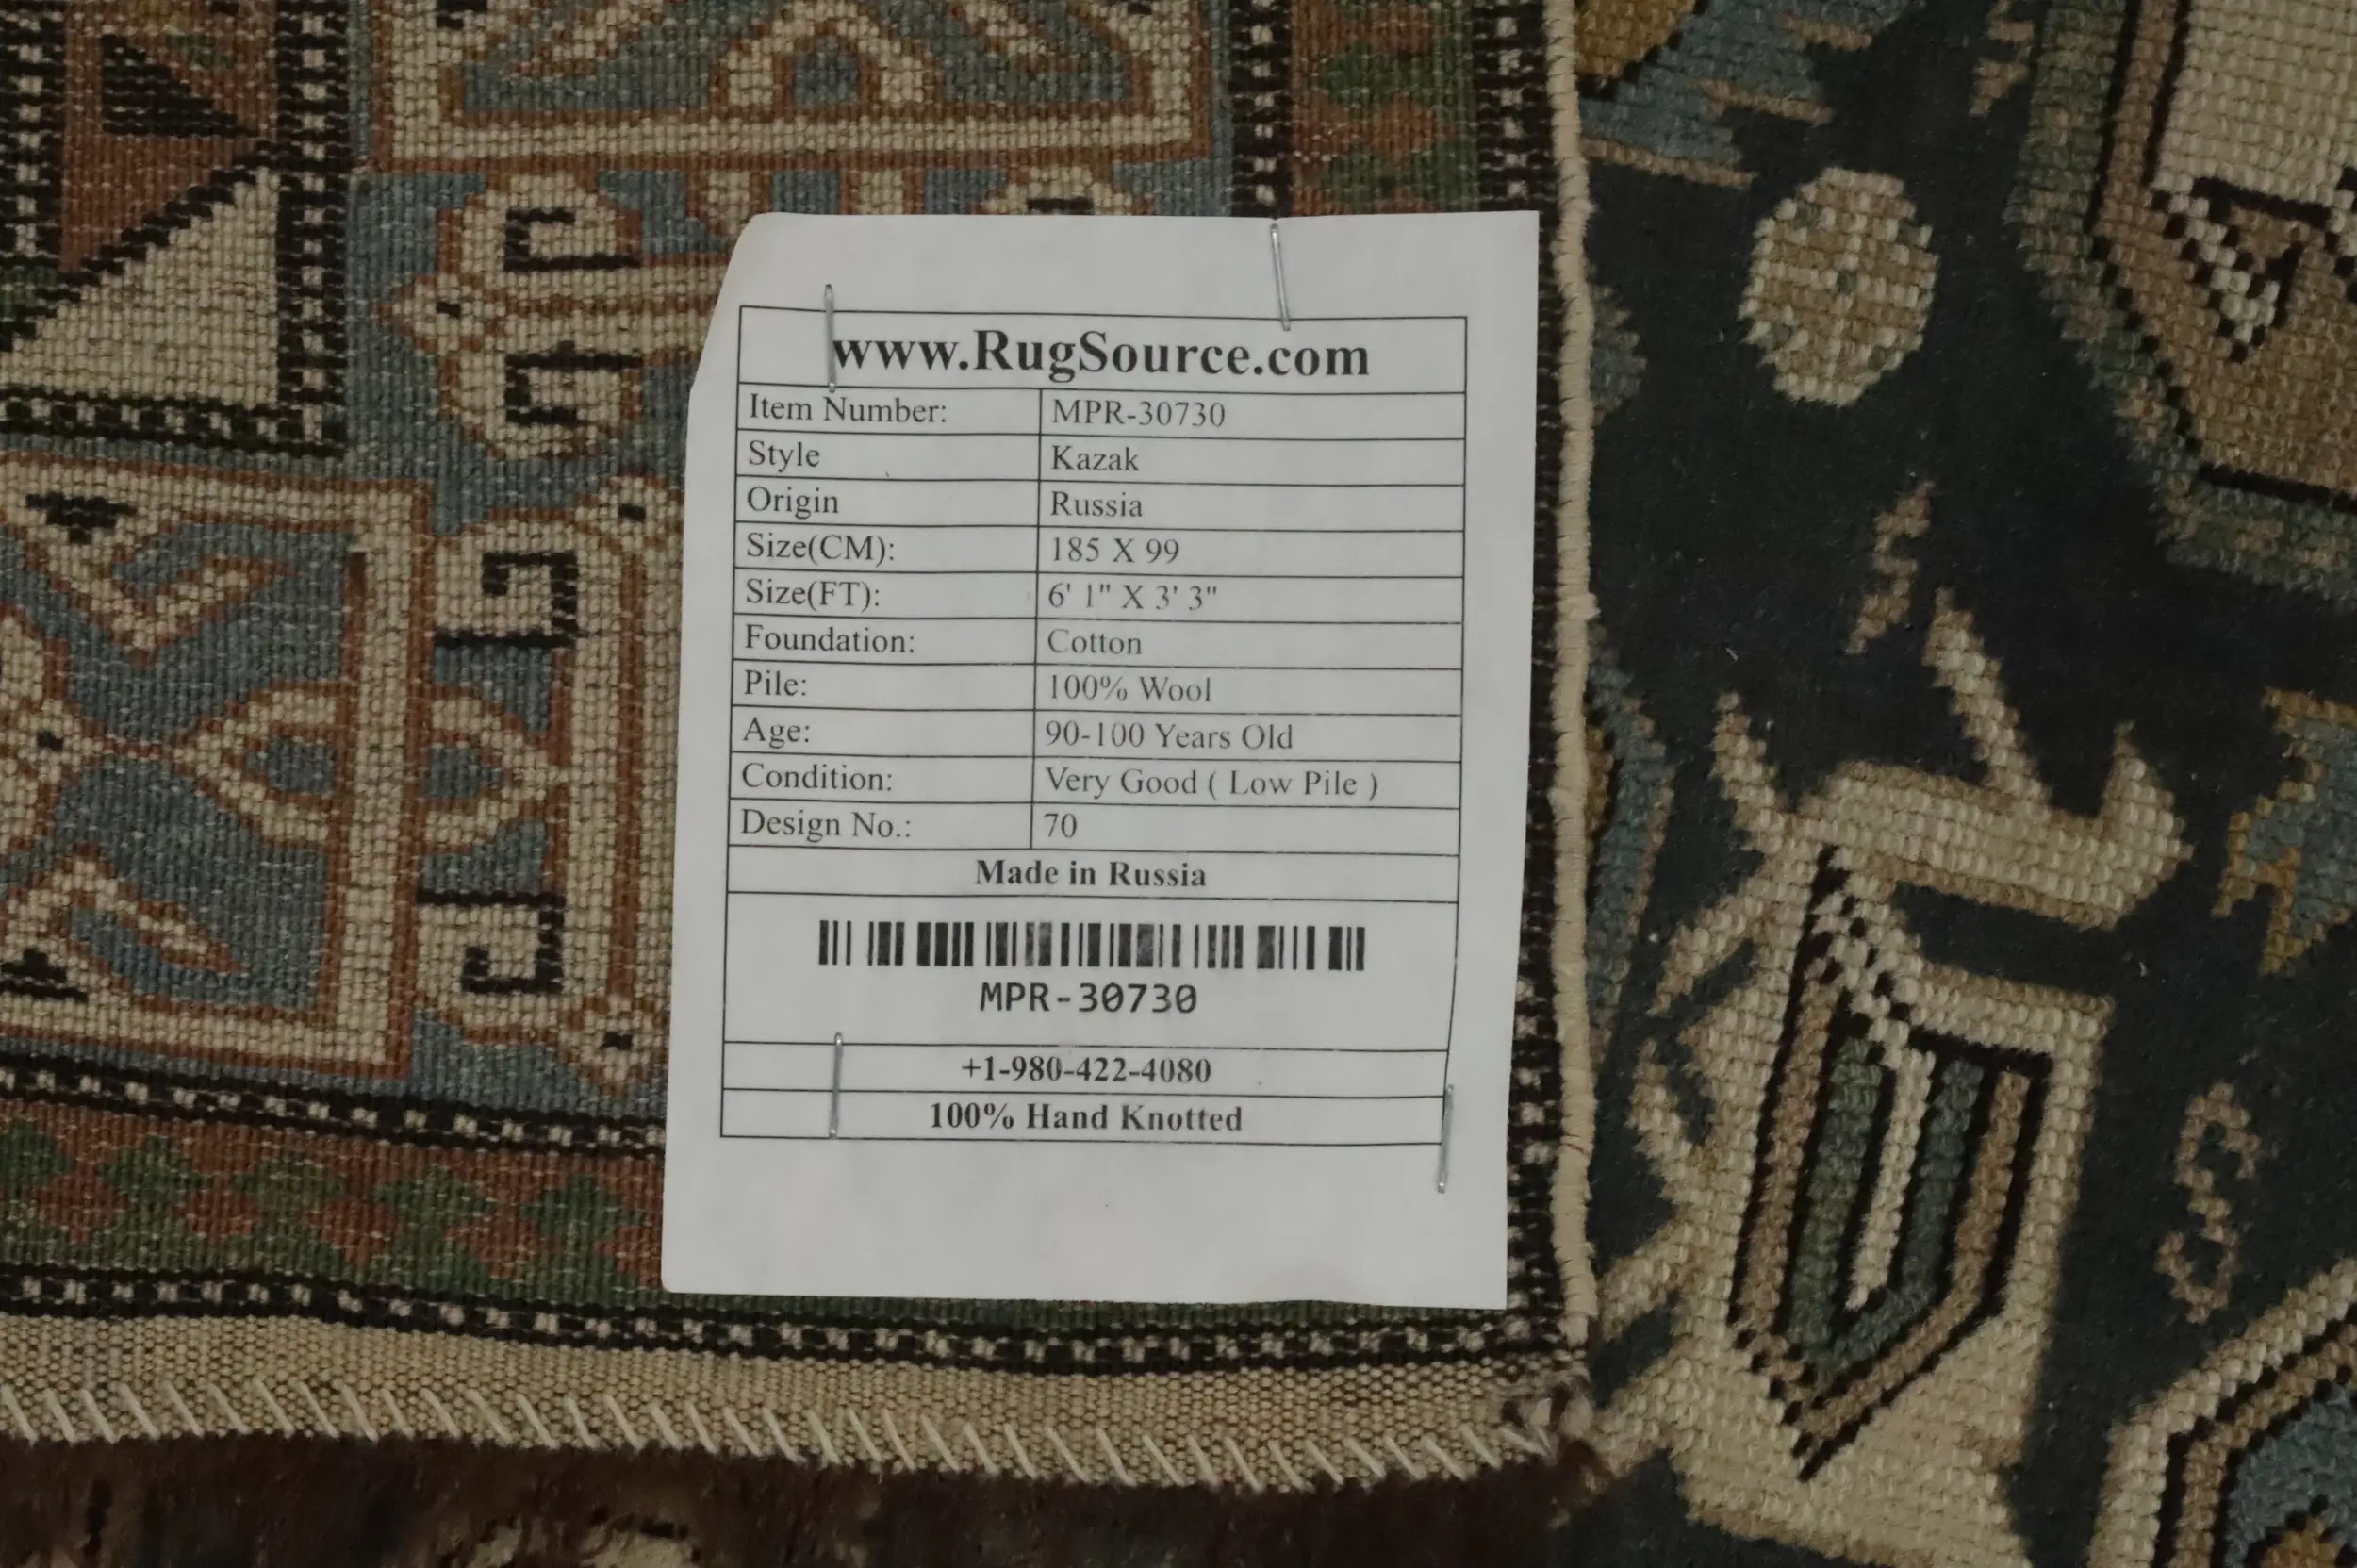 www.RugSource.com
Item Number: MPR-30730
Style Kazak
Origin Russia
Size(CM): 185 X 99
Size(FT): 6' 1" X 3' 3"
Foundation: Cotton
Pile: 100% Wool
Age: 90-100 Years Old
Condition: Very Good ( Low Pile )
Design No.: 70
Made in Russia
MPR-30730
+1-980-422-4080
100% Hand Knotted